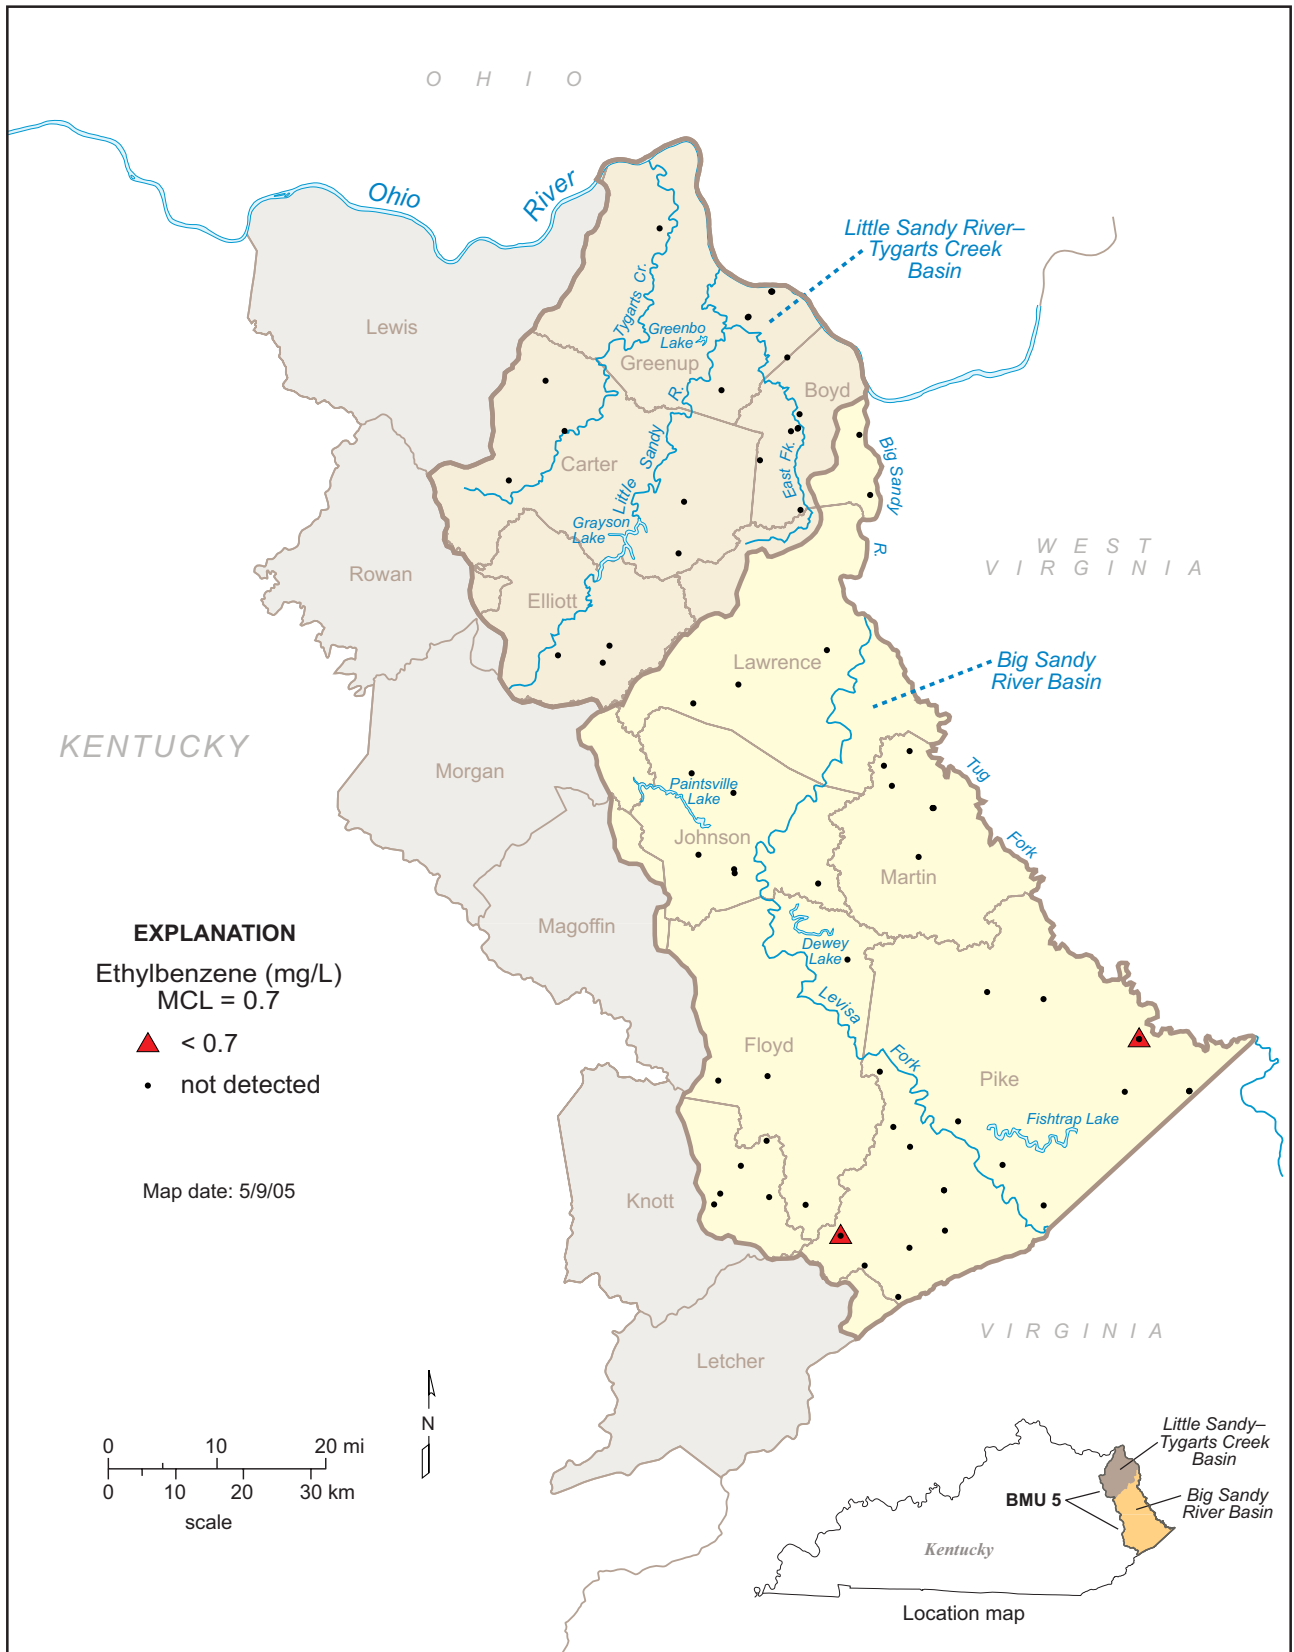 OHIO
Ohio River
Little Sandy River–
Tygarts Creek
Basin
Lewis
Tygarts Cr.
Greenbo
Lake
Greenup
Boyd
R.
Sandy
Little
Carter
East Fk.
Big Sandy
R.
Grayson
Lake
WEST
VIRGINIA
Rowan
Elliott
Lawrence
Big Sandy
River Basin
KENTUCKY
Morgan
Tug
Fork
Paintsville
Lake
Johnson
Martin
Magoffin
Dewey
Lake
Levisa
Fork
Floyd
Pike
Fishtrap Lake
EXPLANATION
Ethylbenzene (mg/L)
MCL = 0.7
< 0.7
not detected
Map date: 5/9/05
Knott
VIRGINIA
Letcher
N
0 10 20 mi
0 10 20 30 km
scale
Little Sandy–
Tygarts Creek
Basin
BMU 5
Big Sandy
River Basin
Kentucky
Location map